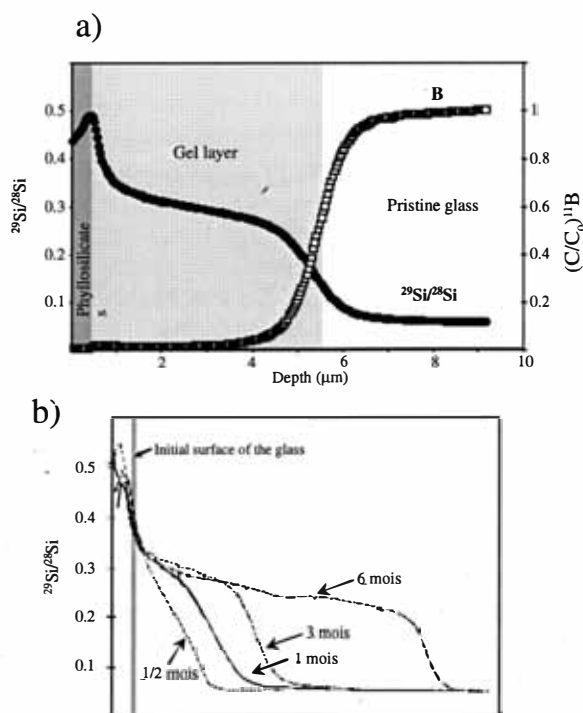 a)
B
0.5
1
0.4
0.8
Gel layer
0.3
0.6
Pristine glass
0.2
0.4
²⁹Si/²⁸Si
0.1
0.2
Phyllosilicate
s
²⁹Si/²⁸Si
(C/C₀)¹¹B
2
4
6
8
10
Depth (µm)
b)
Initial surface of the glass
0.5
0.4
0.3
6 mois
0.2
3 mois
1 mois
1/2 mois
0.1
²⁹Si/²⁸Si